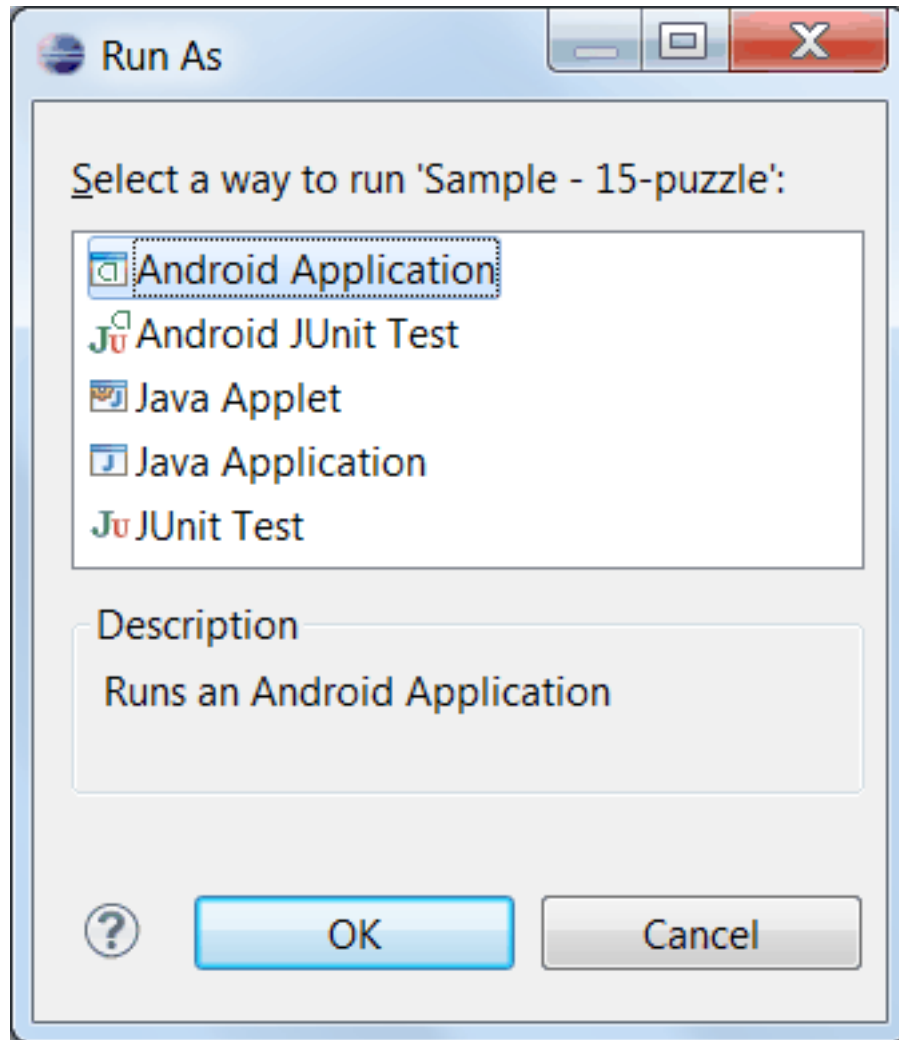 Run As
Select a way to run 'Sample - 15-puzzle':
Android Application
Android JUnit Test
Java Applet
Java Application
JUnit Test
Description
Runs an Android Application
OK Cancel